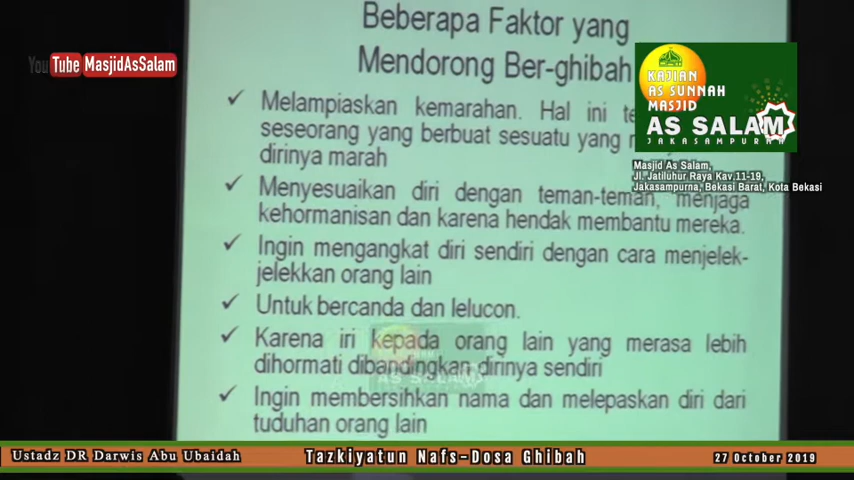 Beberapa Faktor yang
Mendorong Ber-ghibah
You Tube MasjidAsSalam
KAJIAN
AS SUNNAH
MASJID
AS SALAM
JAKASAMPURNA
Masjid As Salam,
Jl. Jatiluhur Raya Kav.11-19,
Jakasampurna, Bekasi Barat, Kota Bekasi
✓ Melampiaskan kemarahan. Hal ini
seseorang yang berbuat sesuatu yang
dirinya marah
✓ Menyesuaikan diri dengan teman-teman, menjaga
kehormanisan dan karena hendak membantu mereka.
✓ Ingin mengangkat diri sendiri dengan cara menjelek-
jelekkan orang lain
✓ Untuk bercanda dan lelucon.
✓ Karena iri kepada orang lain yang merasa lebih
dihormati dibandingkan dirinya sendiri
AS SALAM
✓ Ingin membersihkan nama dan melepaskan diri dari
tuduhan orang lain
Ustadz DR Darwis Abu Ubaidah
Tazkiyatun Nafs-Dosa Ghibah
27 October 2019